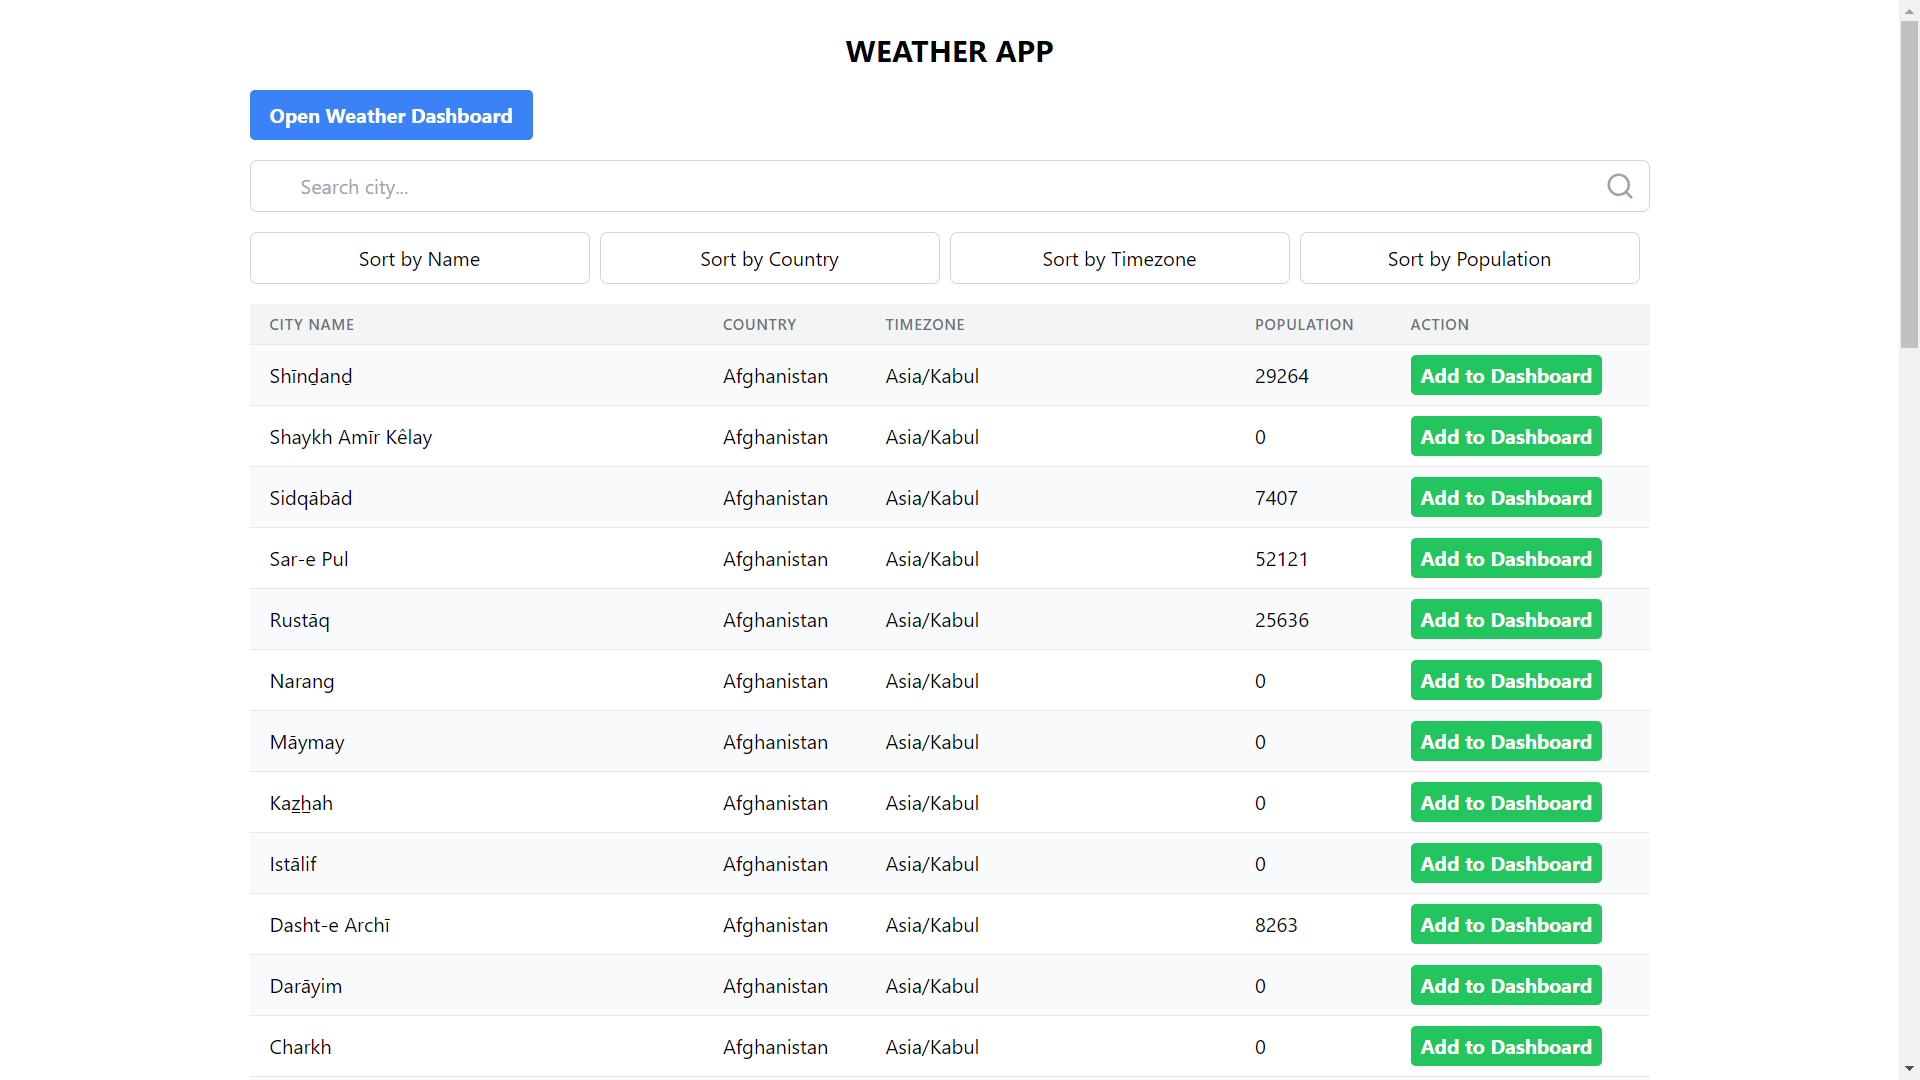 WEATHER APP
Open Weather Dashboard
Search city...
Sort by Name Sort by Country Sort by Timezone Sort by Population
CITY NAME COUNTRY TIMEZONE POPULATION ACTION
Shīnḏanḏ Afghanistan Asia/Kabul 29264 Add to Dashboard
Shaykh Amīr Kêlay Afghanistan Asia/Kabul 0 Add to Dashboard
Sidqābād Afghanistan Asia/Kabul 7407 Add to Dashboard
Sar-e Pul Afghanistan Asia/Kabul 52121 Add to Dashboard
Rustāq Afghanistan Asia/Kabul 25636 Add to Dashboard
Narang Afghanistan Asia/Kabul 0 Add to Dashboard
Māymay Afghanistan Asia/Kabul 0 Add to Dashboard
Kaz̲h̲ah Afghanistan Asia/Kabul 0 Add to Dashboard
Istālif Afghanistan Asia/Kabul 0 Add to Dashboard
Dasht-e Archī Afghanistan Asia/Kabul 8263 Add to Dashboard
Darāyim Afghanistan Asia/Kabul 0 Add to Dashboard
Charkh Afghanistan Asia/Kabul 0 Add to Dashboard